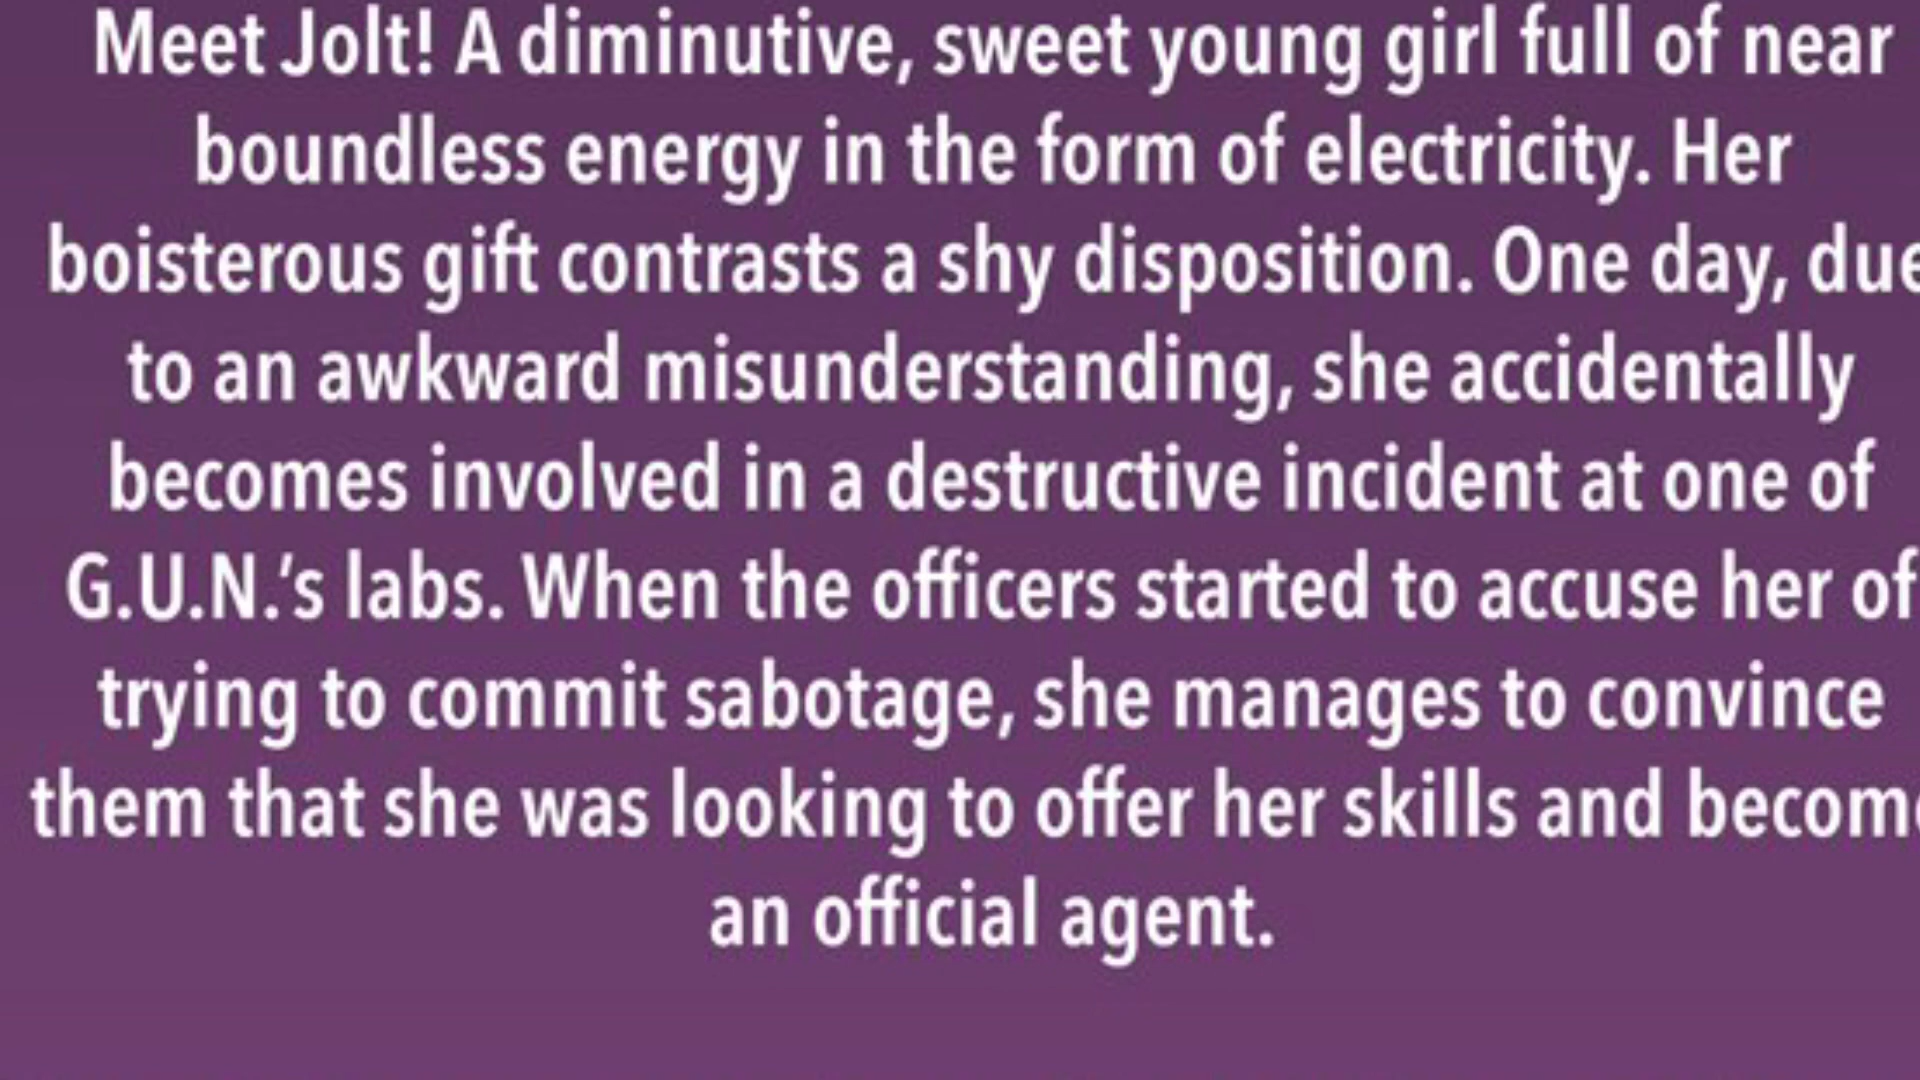 Meet Jolt! A diminutive, sweet young girl full of near
boundless energy in the form of electricity. Her
boisterous gift contrasts a shy disposition. One day, due
to an awkward misunderstanding, she accidentally
becomes involved in a destructive incident at one of
G.U.N.’s labs. When the officers started to accuse her of
trying to commit sabotage, she manages to convince
them that she was looking to offer her skills and become
an official agent.